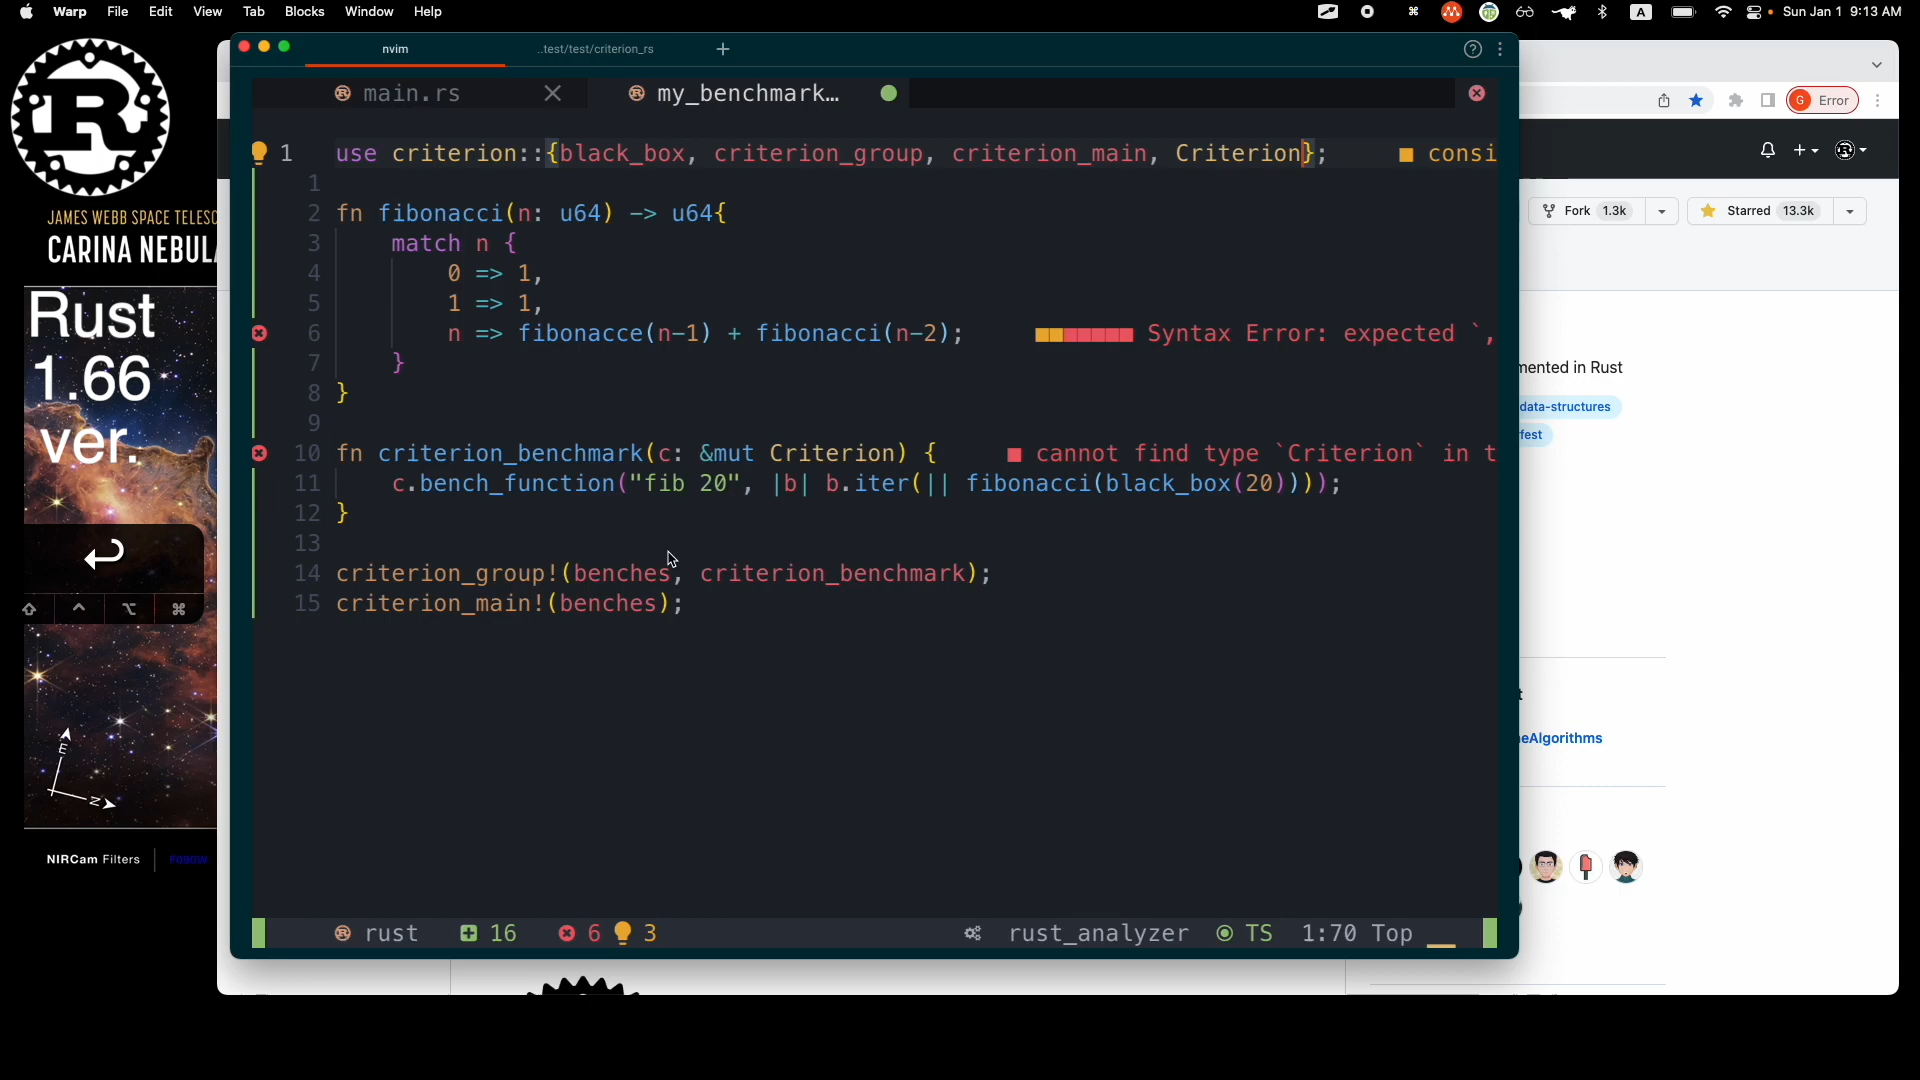 Warp File Edit View Tab Blocks Window Help
A
Sun Jan 1 9:13 AM
JAMES WEBB SPACE TELESC
CARINA NEBULA
Rust
1.66
ver.
E
N
NIRCam Filters
nvim ..test/test/criterion_rs +
main.rs my_benchmark…
1 use criterion::{black_box, criterion_group, criterion_main, Criterion}; ■ consi
1
2 fn fibonacci(n: u64) -> u64{
3 match n {
4 0 => 1,
5 1 => 1,
6 n => fibonacce(n-1) + fibonacci(n-2); ■■■■■■■ Syntax Error: expected `,
7 }
8 }
9
10 fn criterion_benchmark(c: &mut Criterion) { ■ cannot find type `Criterion` in t
11 c.bench_function("fib 20", |b| b.iter(|| fibonacci(black_box(20))));
12 }
13
14 criterion_group!(benches, criterion_benchmark);
15 criterion_main!(benches);
rust 16 6 3 rust_analyzer TS 1:70 Top
G Error
Fork 1.3k Starred 13.3k
mented in Rust
data-structures
fest
t
eAlgorithms